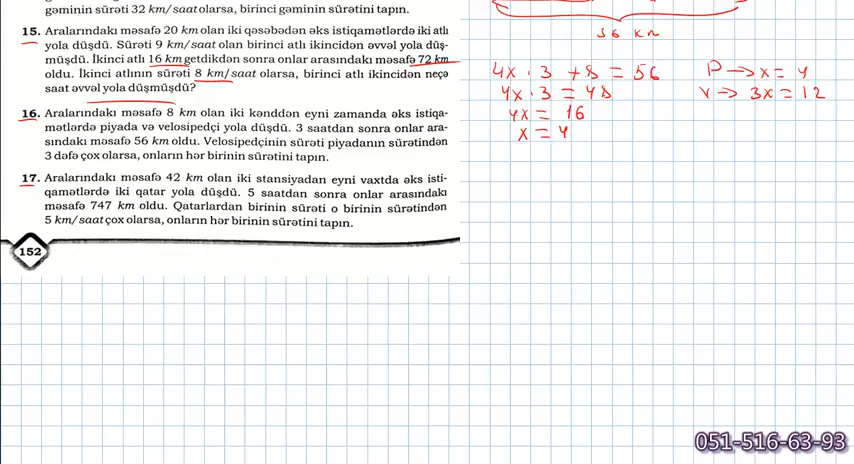 gəminin sürəti 32 km/saat olarsa, birinci gəminin sürətini tapın.
15. Aralarındakı məsafə 20 km olan iki qəsəbədən əks istiqamətlərdə iki atlı
yola düşdü. Sürəti 9 km/saat olan birinci atlı ikincidən əvvəl yola düş-
müşdü. İkinci atlı 16 km getdikdən sonra onlar arasındakı məsafə 72 km
oldu. İkinci atlının sürəti 8 km/saat olarsa, birinci atlı ikincidən neçə
saat əvvəl yola düşmüşdü?
16. Aralarındakı məsafə 8 km olan iki kənddən eyni zamanda əks istiqa-
mətlərdə piyada və velosipedçi yola düşdü. 3 saatdan sonra onlar ara-
sındakı məsafə 56 km oldu. Velosipedçinin sürəti piyadanın sürətindən
3 dəfə çox olarsa, onların hər birinin sürətini tapın.
17. Aralarındakı məsafə 42 km olan iki stansiyadan eyni vaxtda əks isti-
qamətlərdə iki qatar yola düşdü. 5 saatdan sonra onlar arasındakı
məsafə 747 km oldu. Qatarlardan birinin sürəti o birinin sürətindən
5 km/saat çox olarsa, onların hər birinin sürətini tapın.
152
56 km
4x · 3 + 8 = 56
4x · 3 = 48
4x = 16
x = 4
P → x = 4
V → 3x = 12
051-516-63-93